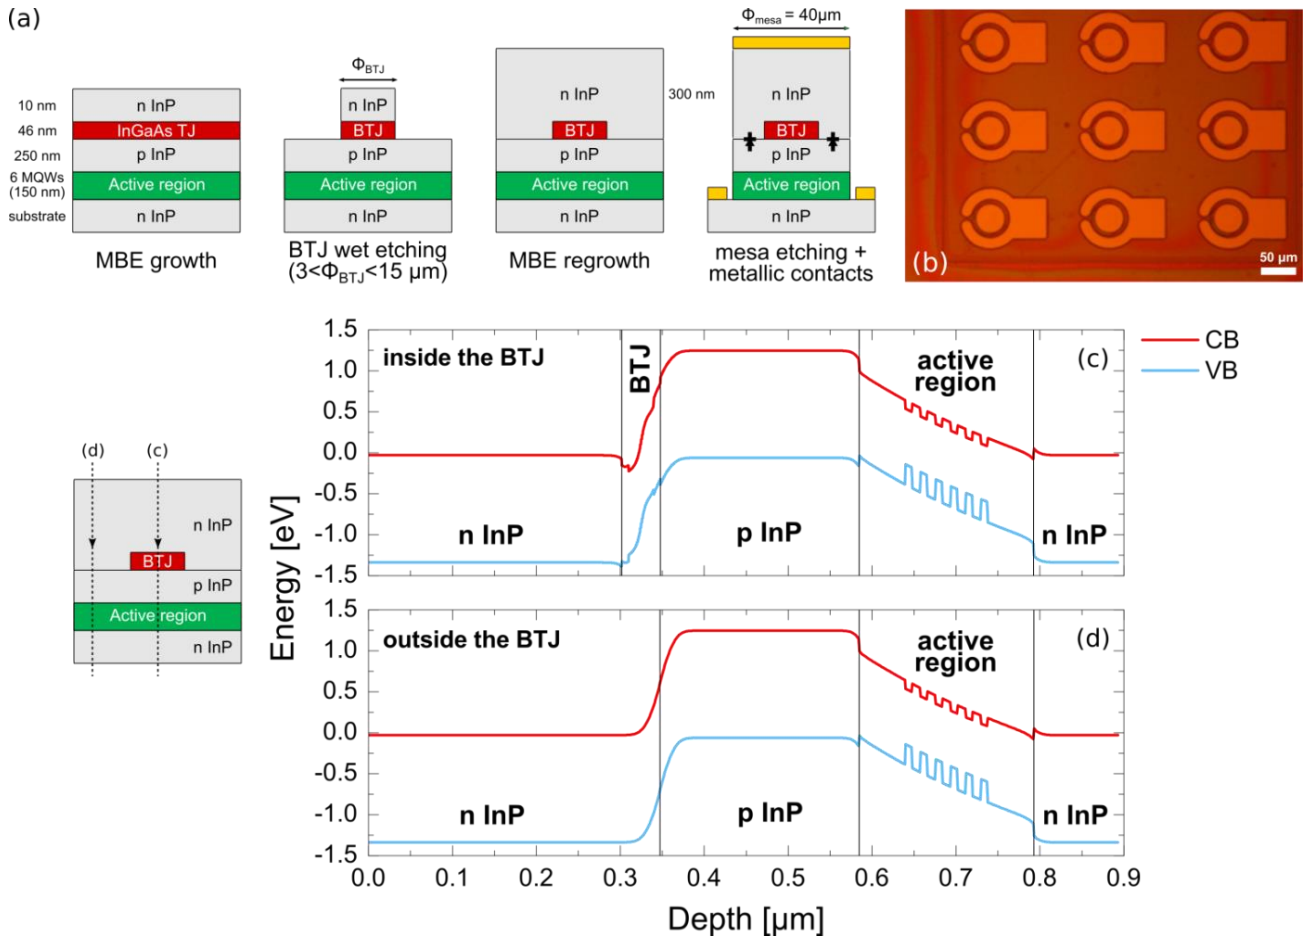 (a)
Φmesa = 40µm
ΦBTJ
10 nm
46 nm
250 nm
6 MQWs
(150 nm)
substrate
n InP
InGaAs TJ
p InP
Active region
n InP
MBE growth
n InP
BTJ
p InP
Active region
n InP
BTJ wet etching
(3<ΦBTJ<15 µm)
n InP
BTJ
p InP
Active region
n InP
MBE regrowth
300 nm
n InP
BTJ
p InP
Active region
n InP
mesa etching +
metallic contacts
(b)
50 µm
(d)
(c)
n InP
BTJ
p InP
Active region
n InP
Energy [eV]
1.5
1.0
0.5
0.0
-0.5
-1.0
-1.5
inside the BTJ
BTJ
active
region
(c)
n InP
p InP
n InP
CB
VB
1.5
1.0
0.5
0.0
-0.5
-1.0
-1.5
outside the BTJ
active
region
(d)
n InP
p InP
n InP
0.0 0.1 0.2 0.3 0.4 0.5 0.6 0.7 0.8 0.9
Depth [µm]